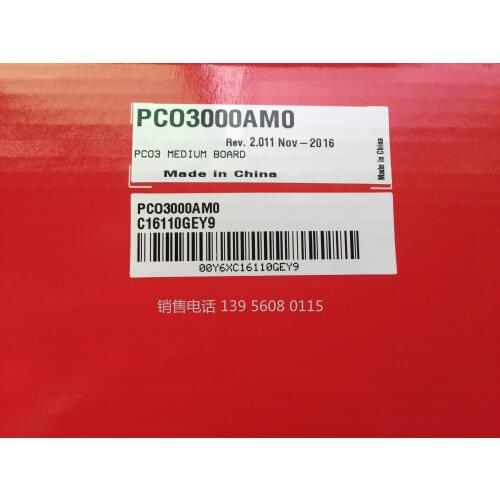 PCO3000AM0
Rev. 2.011 Nov-2016
PCO3 MEDIUM BOARD
Made in China
Made in China
PCO3000AM0
C16110GEY9
00Y6XC16110GEY9
销售电话 139 5608 0115